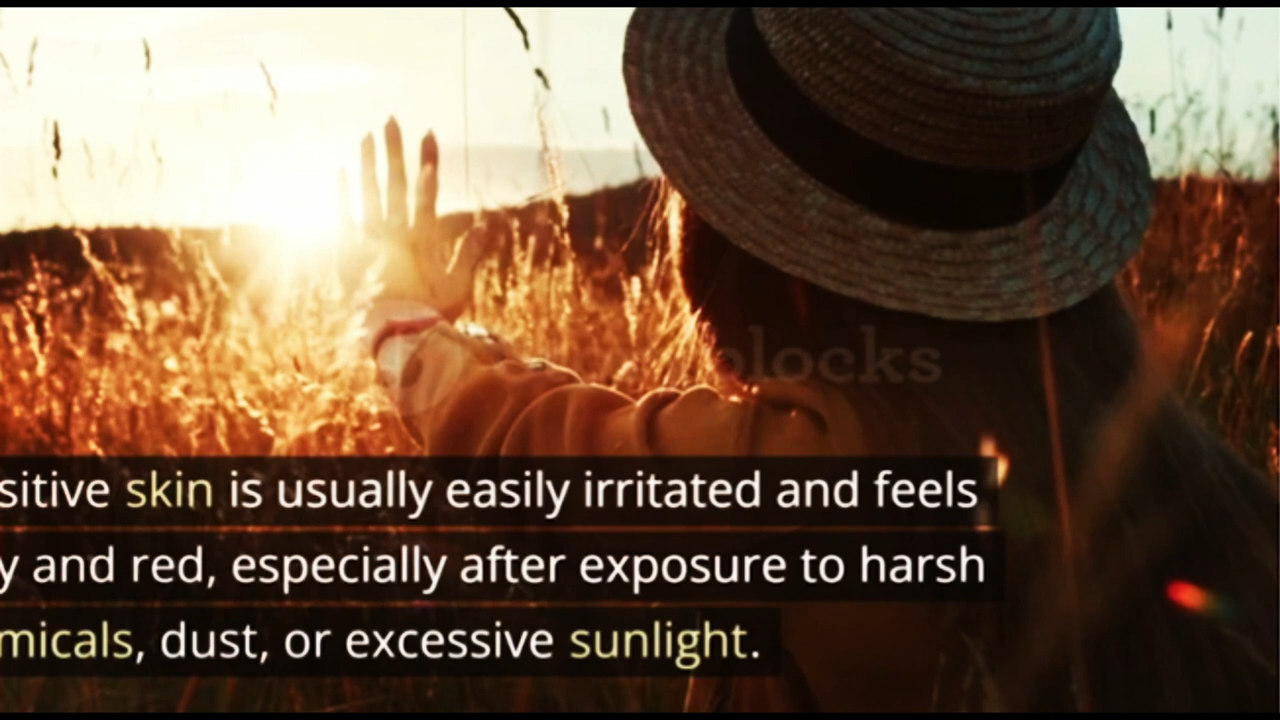 sitive skin is usually easily irritated and feels
y and red, especially after exposure to harsh
micals, dust, or excessive sunlight.